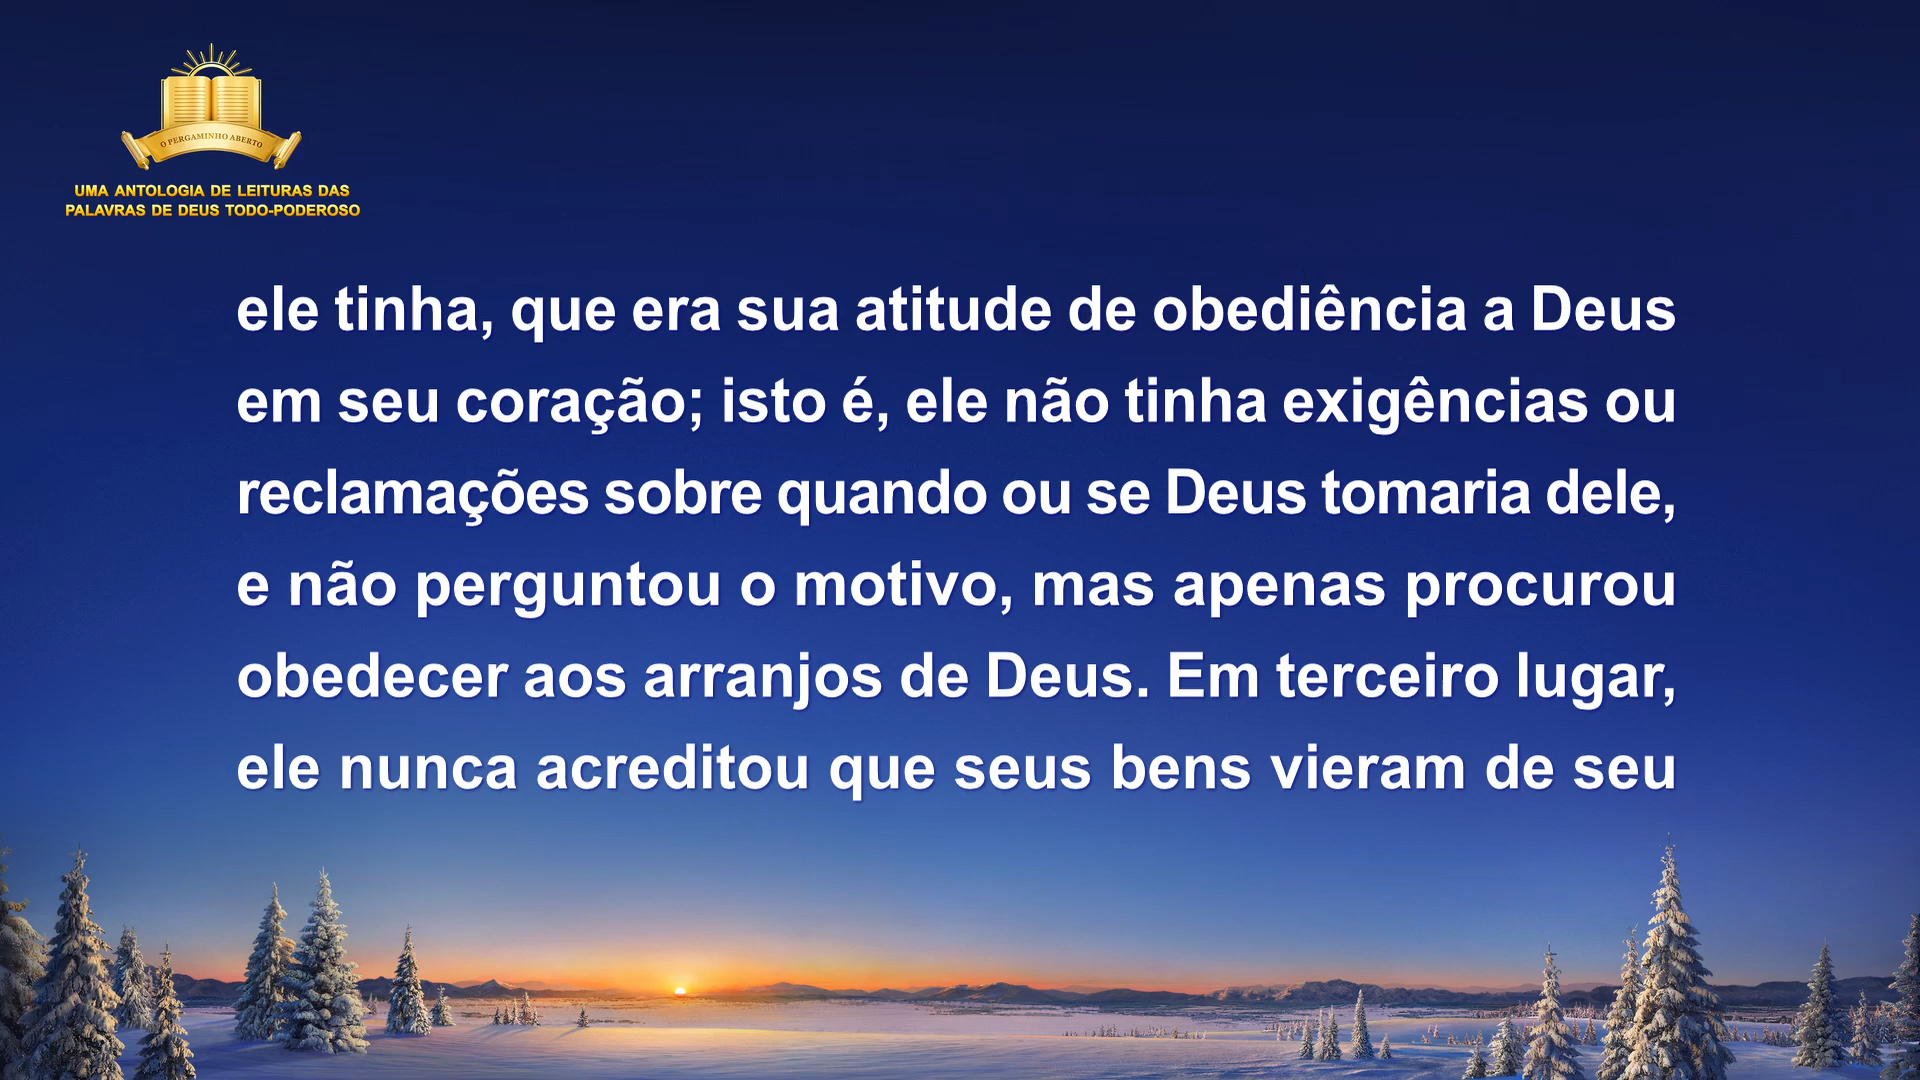 O PERGAMINHO ABERTO
UMA ANTOLOGIA DE LEITURAS DAS
PALAVRAS DE DEUS TODO-PODEROSO
ele tinha, que era sua atitude de obediência a Deus
em seu coração; isto é, ele não tinha exigências ou
reclamações sobre quando ou se Deus tomaria dele,
e não perguntou o motivo, mas apenas procurou
obedecer aos arranjos de Deus. Em terceiro lugar,
ele nunca acreditou que seus bens vieram de seu